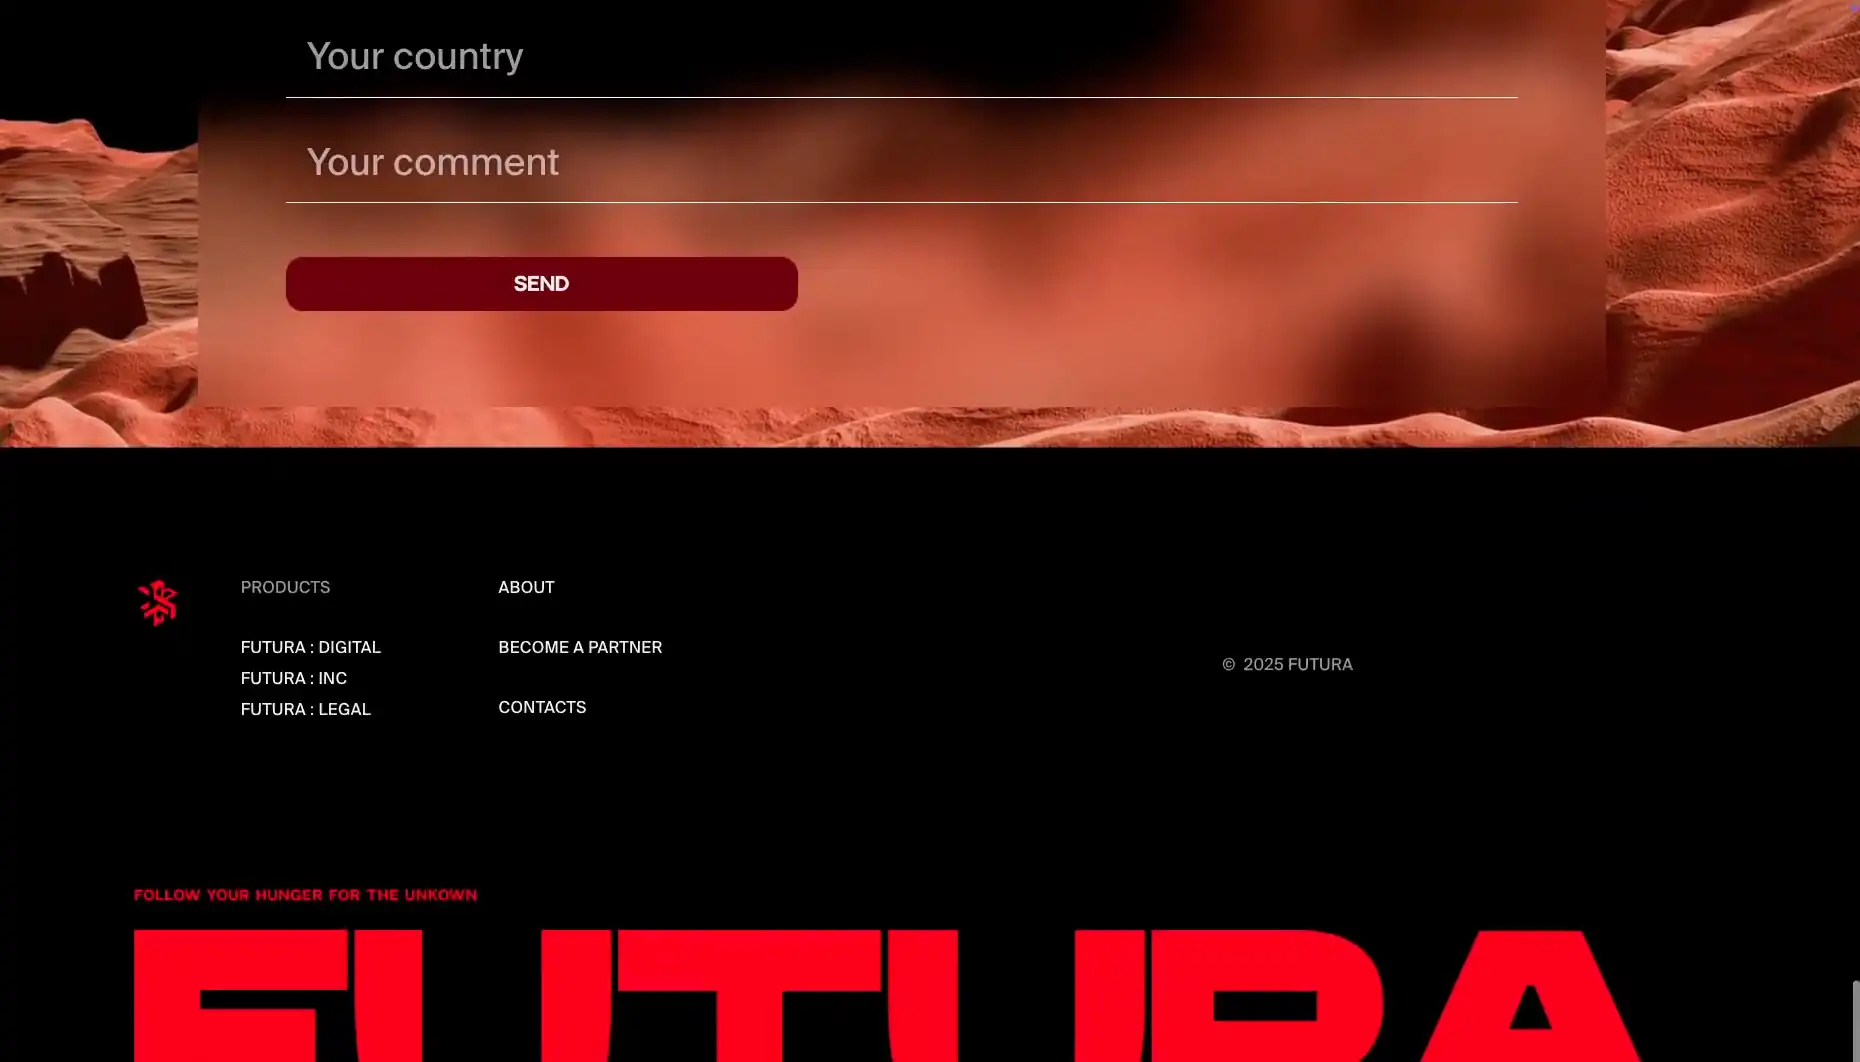 Your country
Your comment
SEND
PRODUCTS
FUTURA : DIGITAL
FUTURA : INC
FUTURA : LEGAL
ABOUT
BECOME A PARTNER
CONTACTS
© 2025 FUTURA
FOLLOW YOUR HUNGER FOR THE UNKOWN
FUTURA